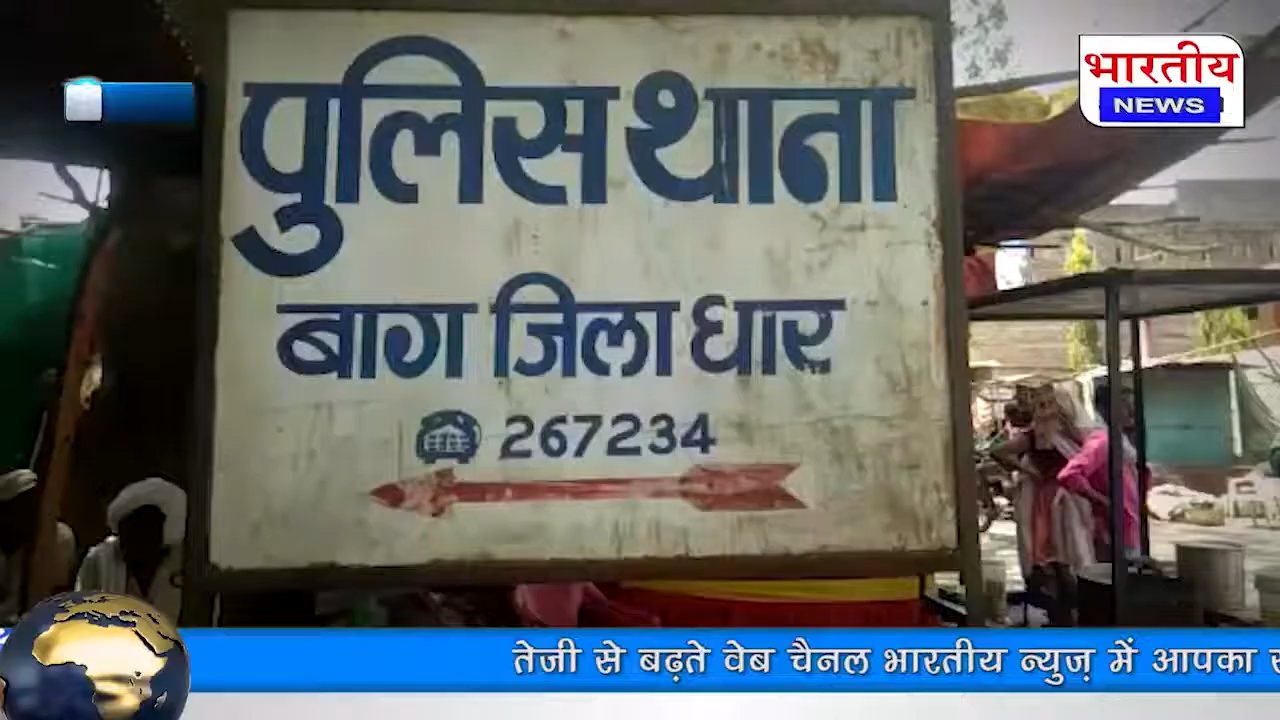 भारतीय
NEWS
पुलिस थाना
बाग जिला धार
267234
तेजी से बढ़ते वेब चैनल भारतीय न्युज़ में आपका